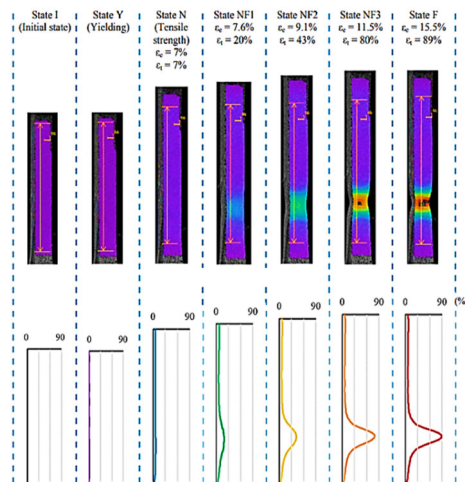 State I
(Initial state)
State Y
(Yielding)
State N
(Tensile
strength)
εe = 7%
εt = 7%
State NF1
εe = 7.6%
εt = 20%
State NF2
εe = 9.1%
εt = 43%
State NF3
εe = 11.5%
εt = 80%
State F
εe = 15.5%
εt = 89%
0 90
0 90
0 90
0 90
0 90
0 90
0 90
(%